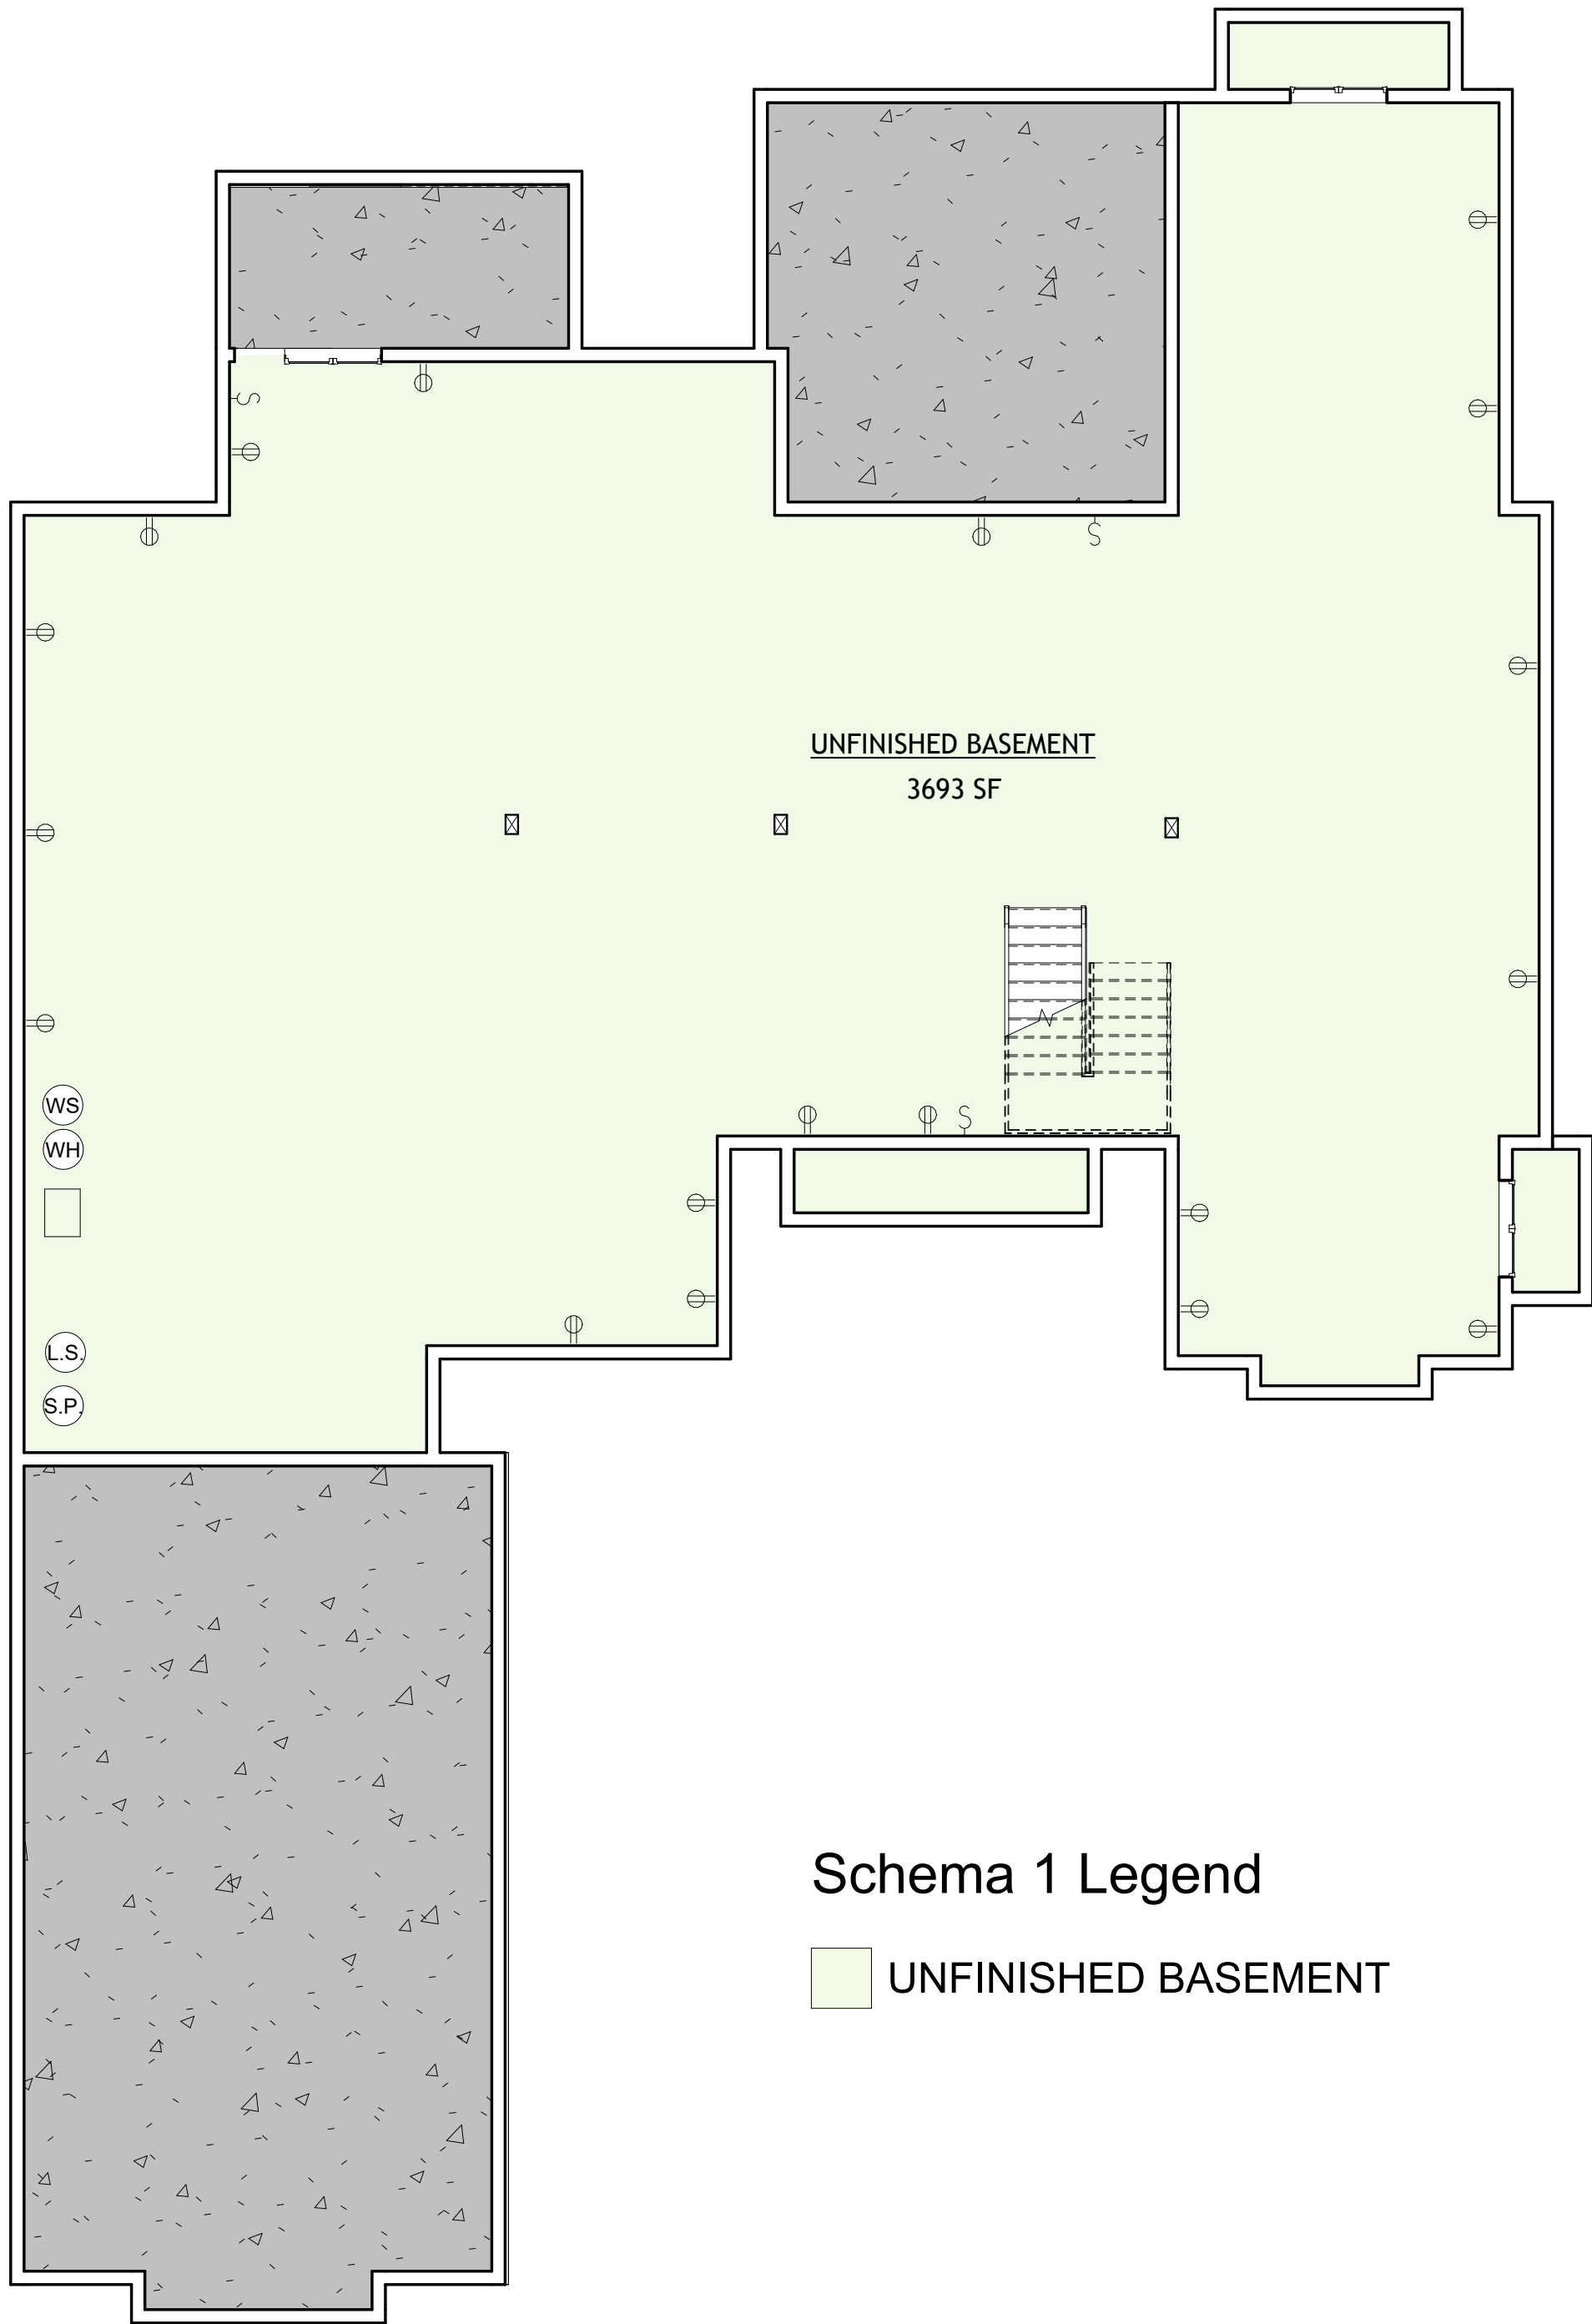 UNFINISHED BASEMENT
3693 SF
S
S
S
WS
WH
L.S.
S.P.
Schema 1 Legend
UNFINISHED BASEMENT